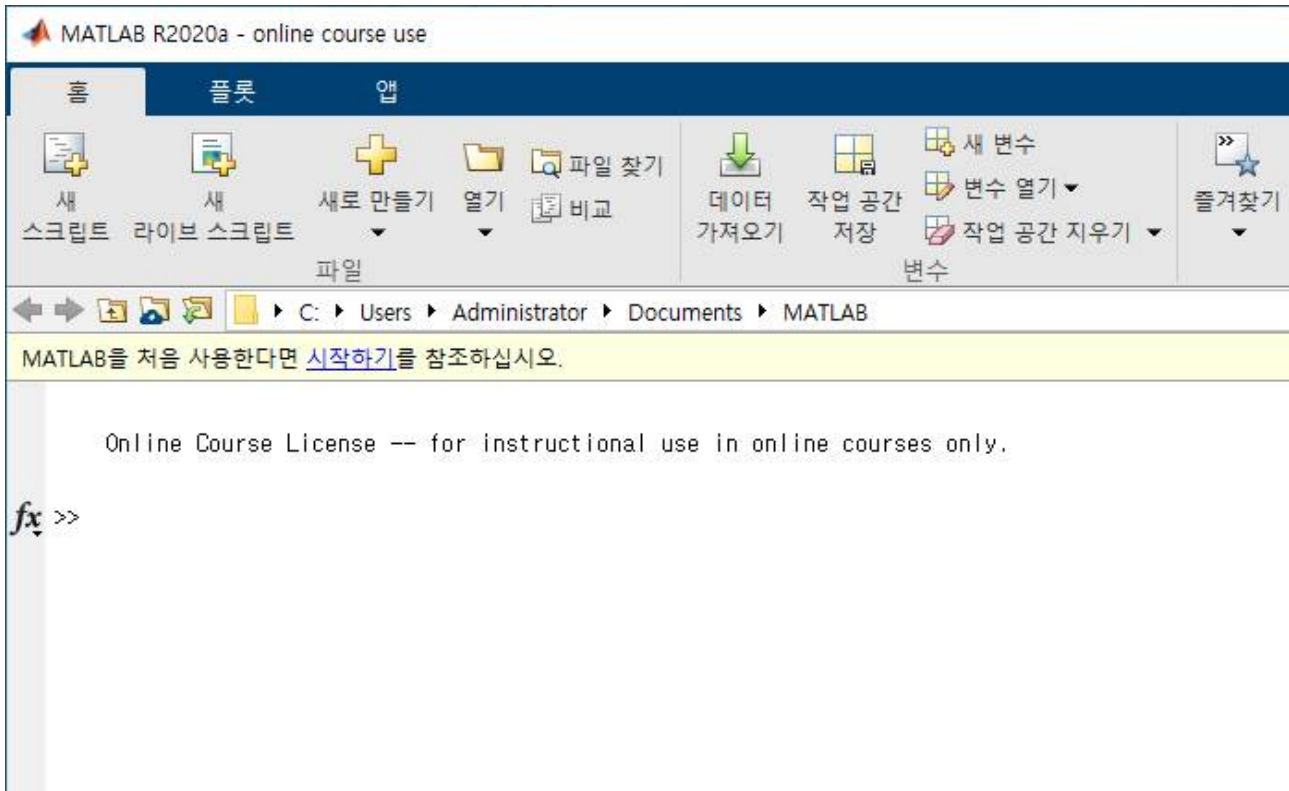 MATLAB R2020a - online course use
홈 플롯 앱
새 스크립트
새 라이브 스크립트
새로 만들기
열기
파일 찾기
비교
파일
데이터 가져오기
작업 공간 저장
새 변수
변수 열기
작업 공간 지우기
변수
즐겨찾기
C: Users Administrator Documents MATLAB
MATLAB을 처음 사용한다면 시작하기를 참조하십시오.
Online Course License -- for instructional use in online courses only.
fx >>